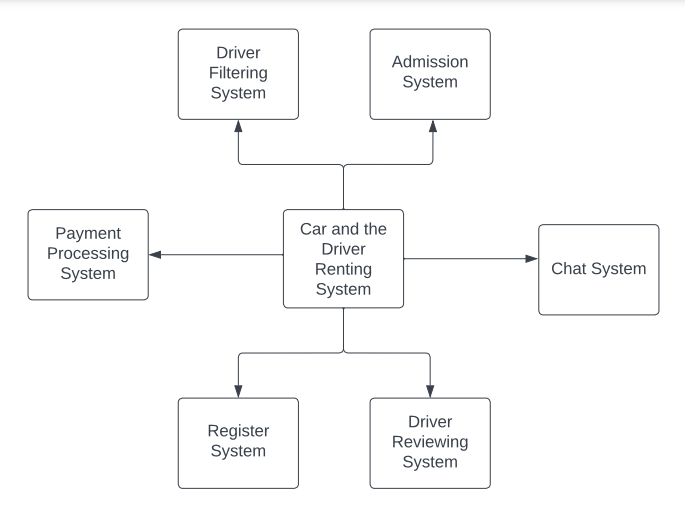 Driver
Filtering
System
Admission
System
Payment
Processing
System
Car and the
Driver
Renting
System
Chat System
Register
System
Driver
Reviewing
System